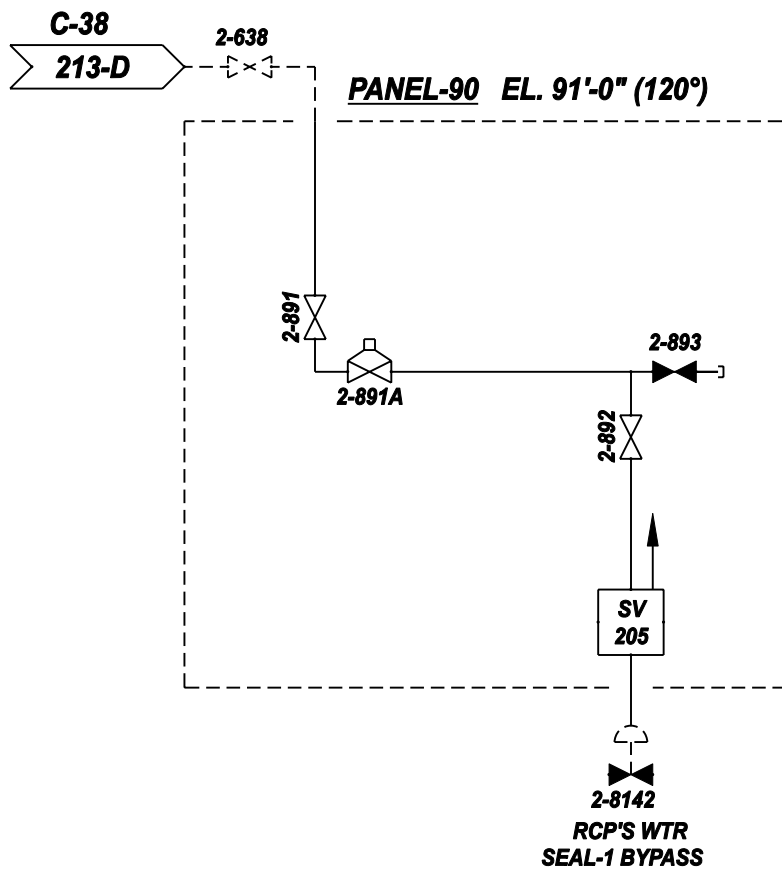 C-38
213-D
2-638
PANEL-90 EL. 91'-0" (120°)
2-891
2-891A
2-893
2-892
SV
205
2-8142
RCP'S WTR
SEAL-1 BYPASS